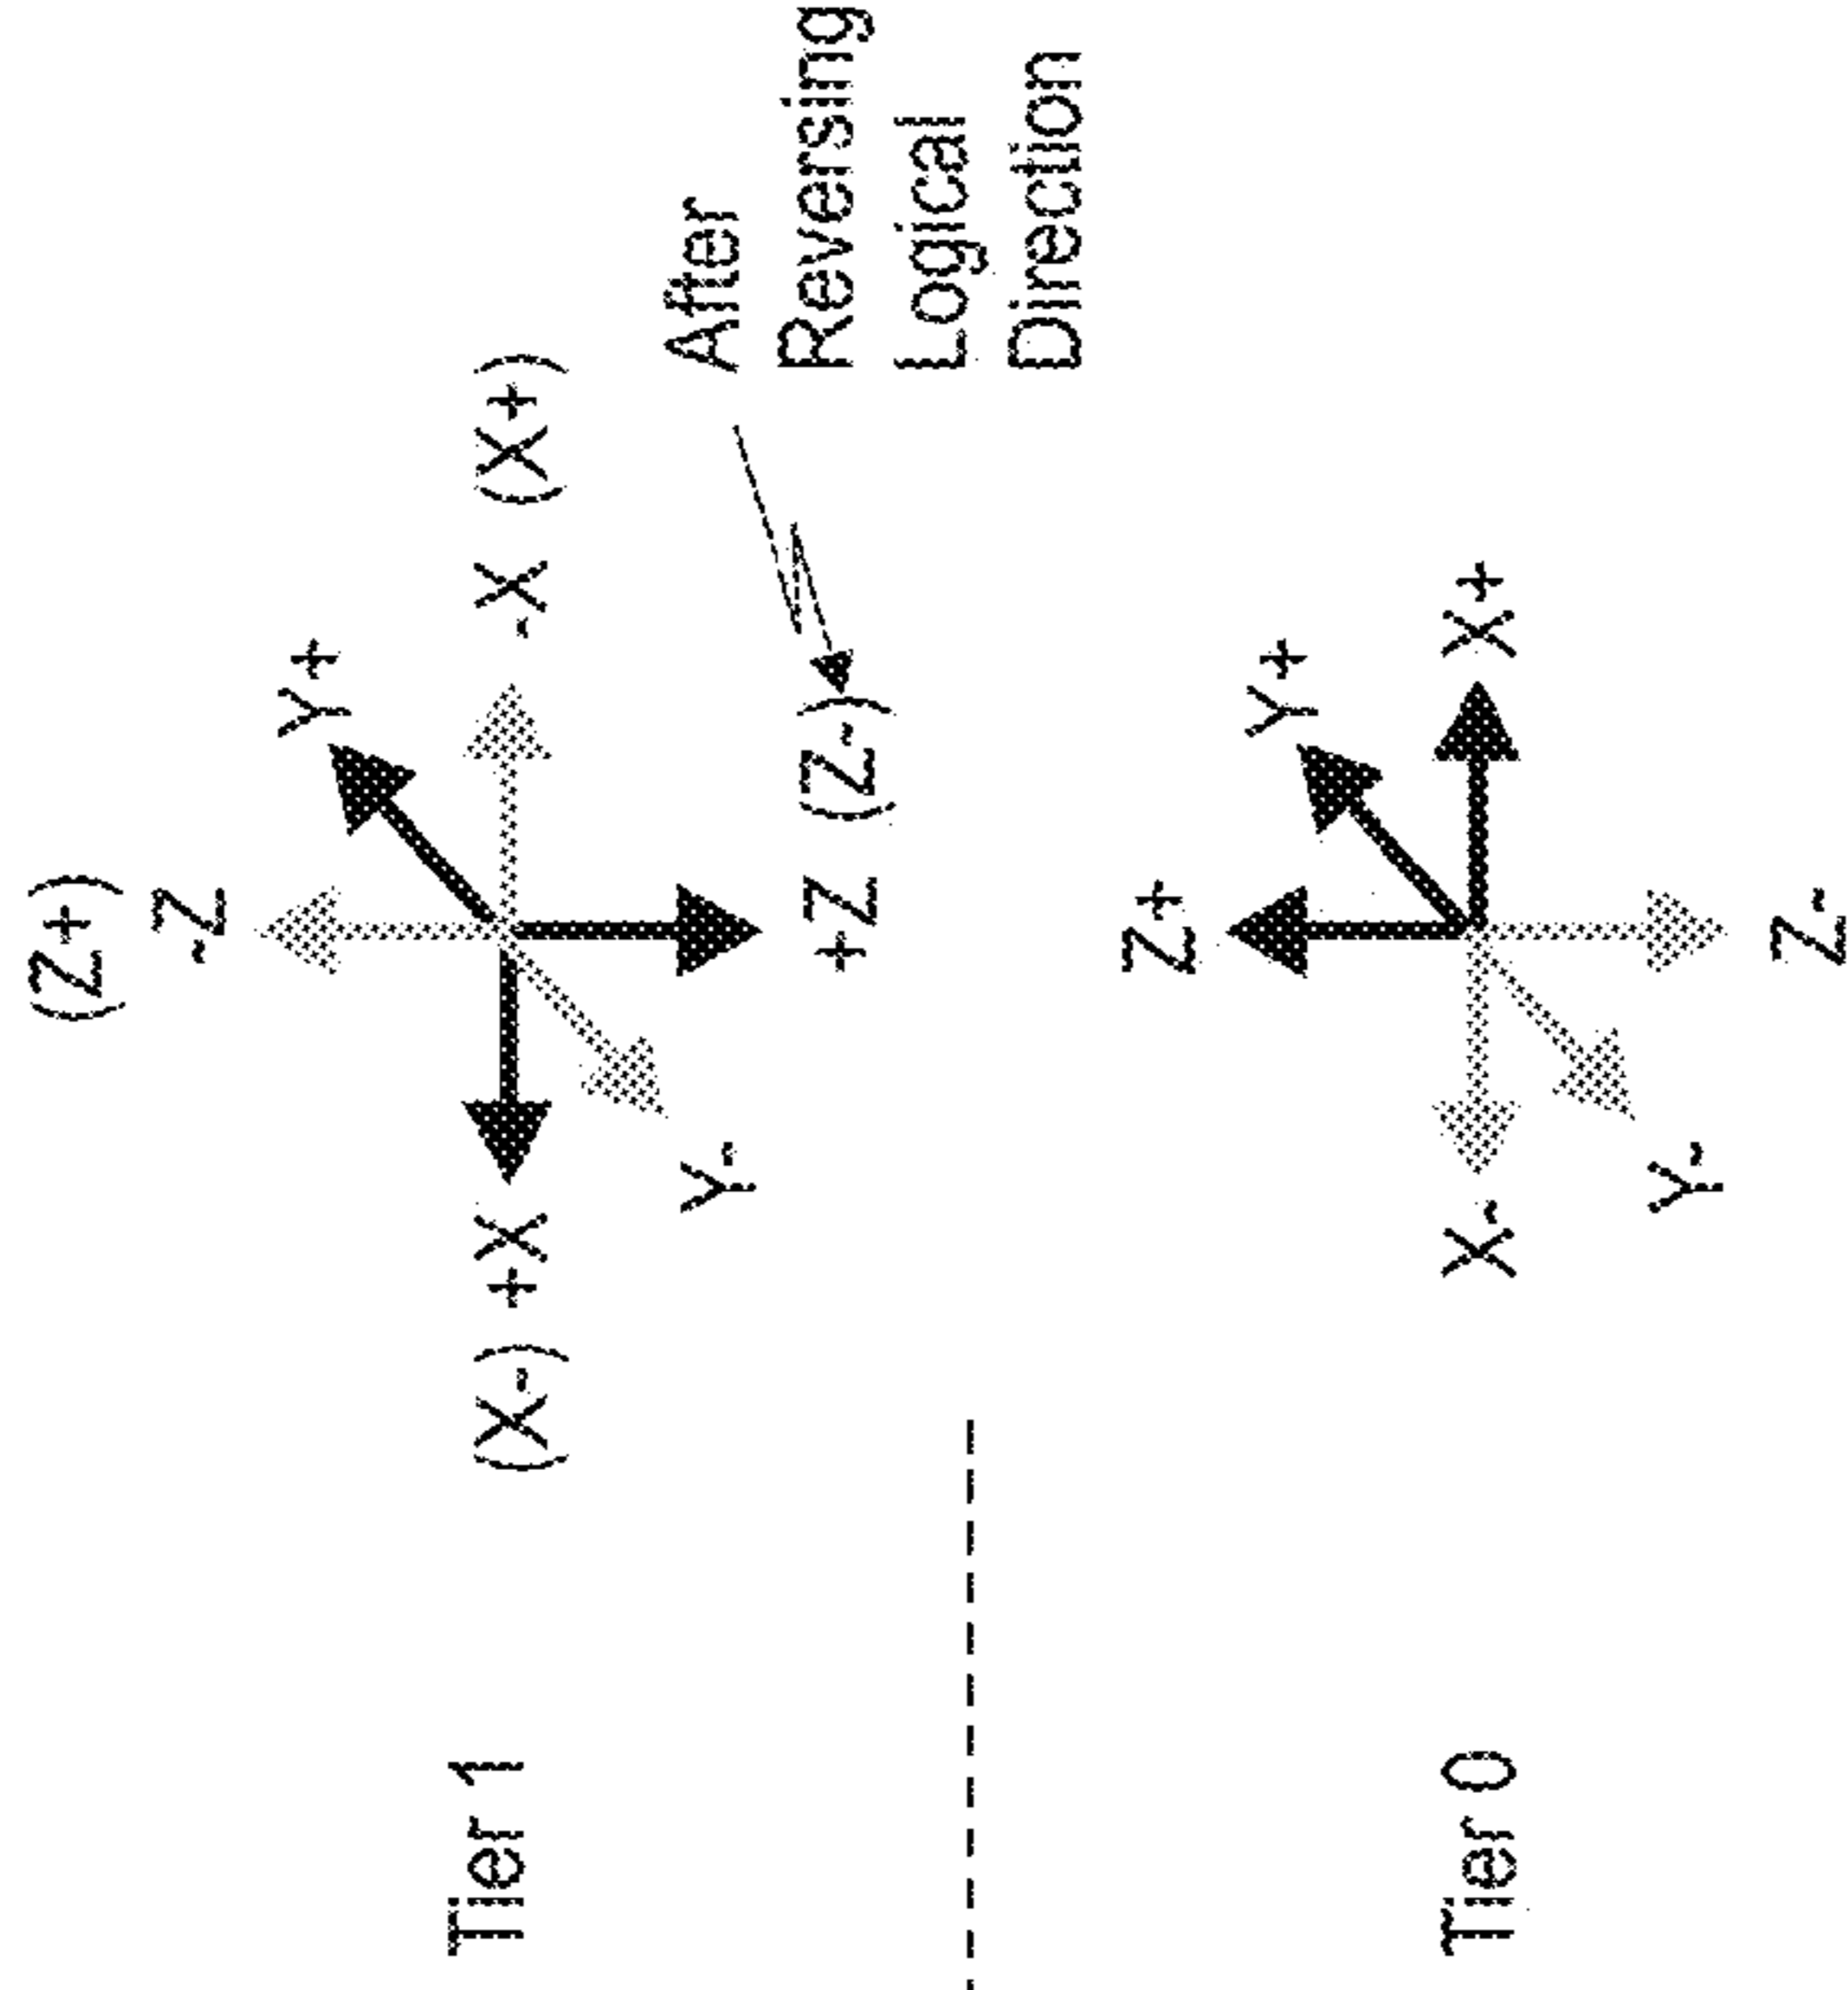 (Z+)
-Z
Y+
Tier 1
(X-) +X
-X (X+)
Y-
+Z (Z-)
After
Reversing
Logical
Direction
Z+
Y+
Tier 0
X-
X+
Y-
Z-